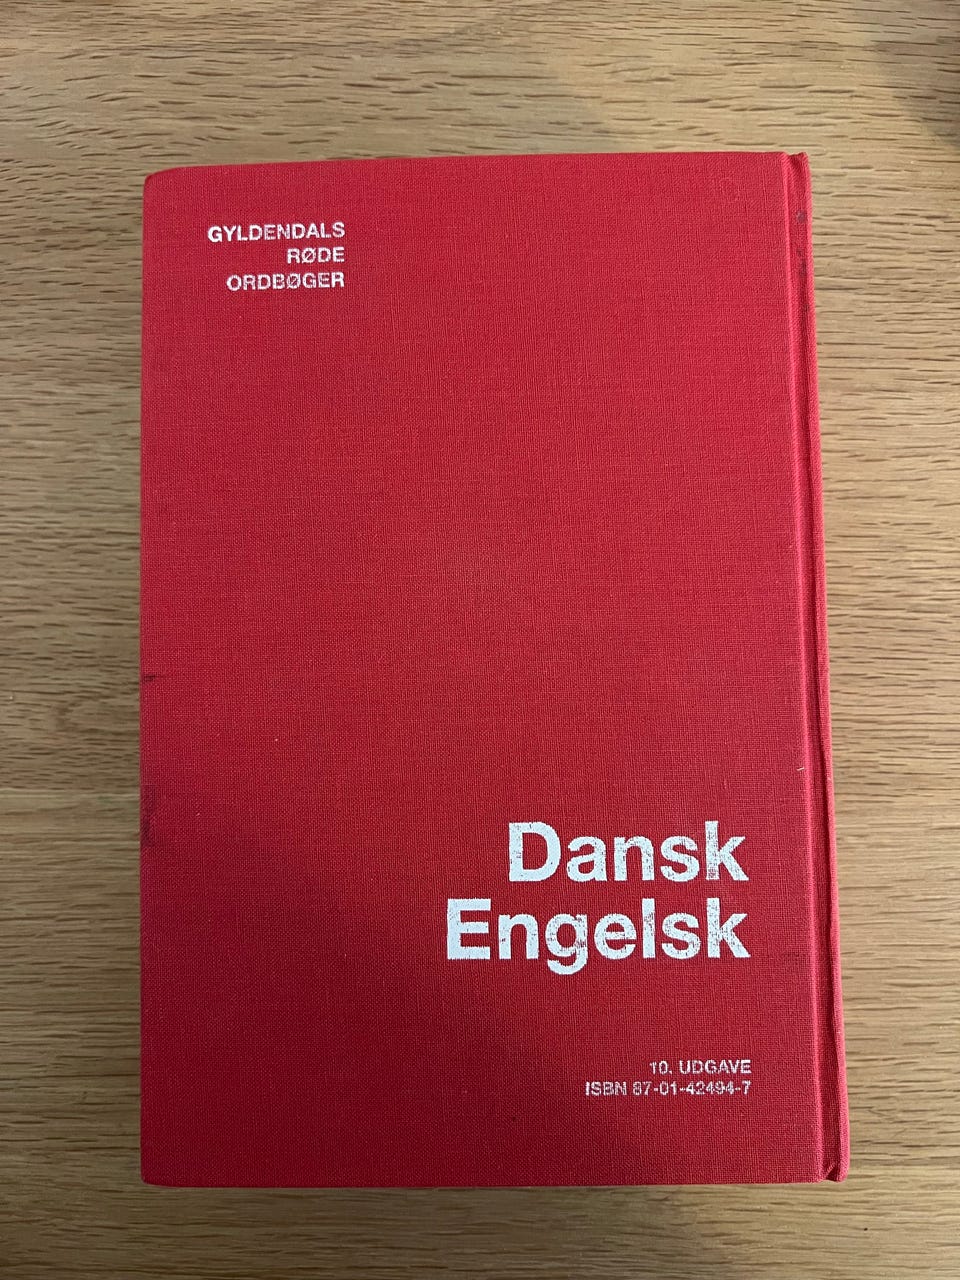 GYLDENDALS
RØDE
ORDBØGER
Dansk
Engelsk
10. UDGAVE
ISBN 87-01-42494-7